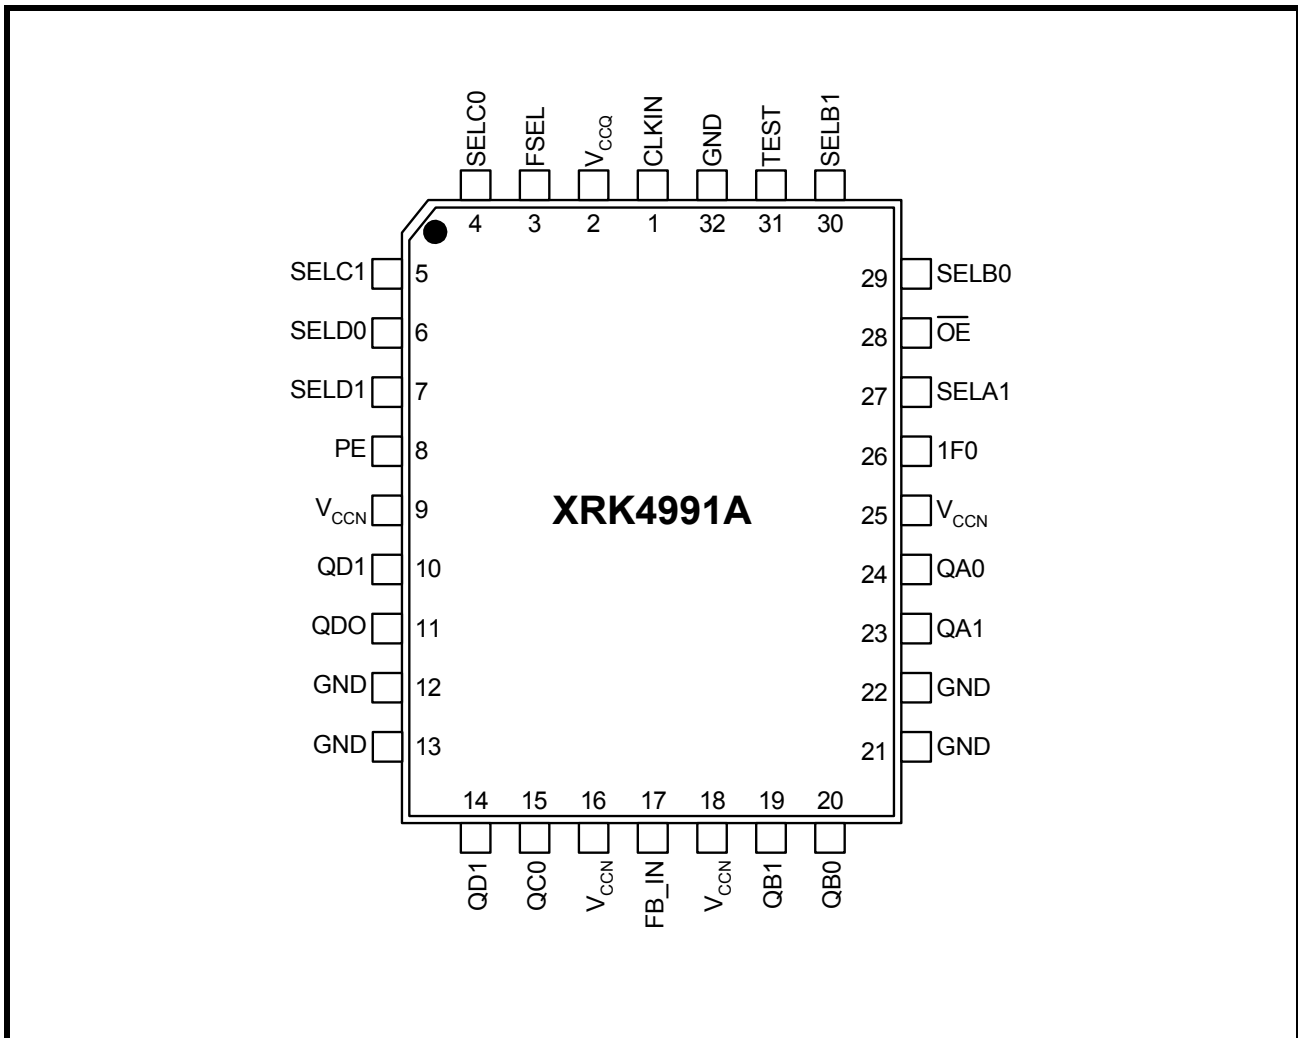 SELC0 FSEL VCCQ CLKIN GND TEST SELB1
4 3 2 1 32 31 30
SELC1 5 29 SELB0
SELD0 6 28 OE
SELD1 7 27 SELA1
PE 8 26 1F0
VCCN 9 XRK4991A 25 VCCN
QD1 10 24 QA0
QDO 11 23 QA1
GND 12 22 GND
GND 13 21 GND
14 15 16 17 18 19 20
QD1 QC0 VCCN FB_IN VCCN QB1 QB0